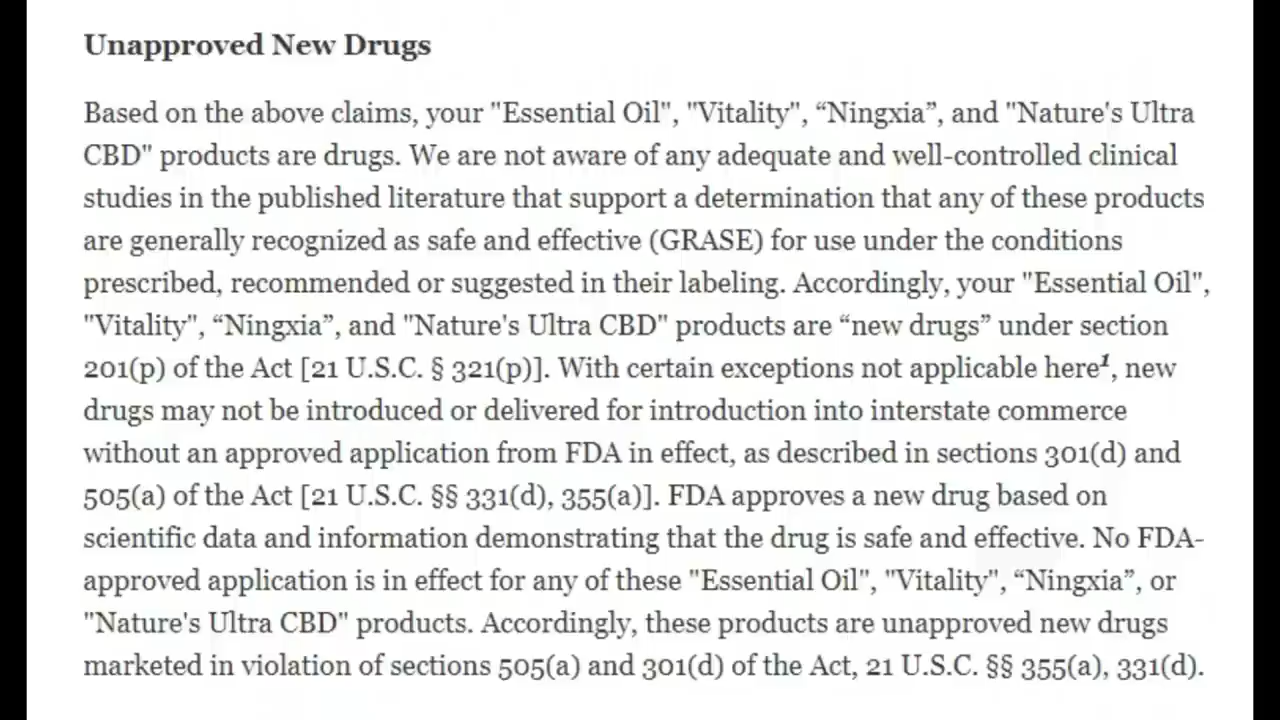 Unapproved New Drugs
Based on the above claims, your "Essential Oil", "Vitality", “Ningxia”, and "Nature's Ultra
CBD" products are drugs. We are not aware of any adequate and well-controlled clinical
studies in the published literature that support a determination that any of these products
are generally recognized as safe and effective (GRASE) for use under the conditions
prescribed, recommended or suggested in their labeling. Accordingly, your "Essential Oil",
"Vitality", “Ningxia”, and "Nature's Ultra CBD" products are “new drugs” under section
201(p) of the Act [21 U.S.C. § 321(p)]. With certain exceptions not applicable here¹, new
drugs may not be introduced or delivered for introduction into interstate commerce
without an approved application from FDA in effect, as described in sections 301(d) and
505(a) of the Act [21 U.S.C. §§ 331(d), 355(a)]. FDA approves a new drug based on
scientific data and information demonstrating that the drug is safe and effective. No FDA-
approved application is in effect for any of these "Essential Oil", "Vitality", “Ningxia”, or
"Nature's Ultra CBD" products. Accordingly, these products are unapproved new drugs
marketed in violation of sections 505(a) and 301(d) of the Act, 21 U.S.C. §§ 355(a), 331(d).